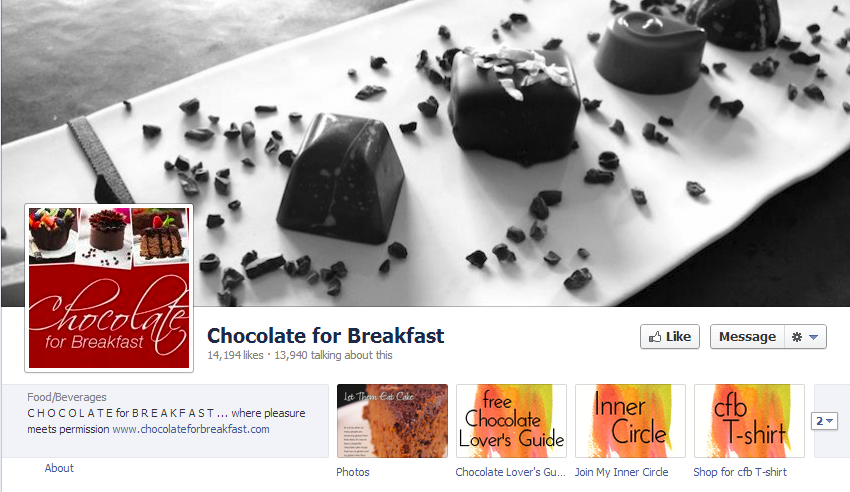 Chocolate
for Breakfast
Chocolate for Breakfast
14,194 likes · 13,940 talking about this
Like
Message
Food/Beverages
C H O C O L A T E for B R E A K F A S T . . . where pleasure
meets permission www.chocolateforbreakfast.com
About
Let Them Eat Cake
Photos
free
Chocolate
Lover's Guide
Chocolate Lover's Gu...
Inner
Circle
Join My Inner Circle
cfb
T-shirt
Shop for cfb T-shirt
2